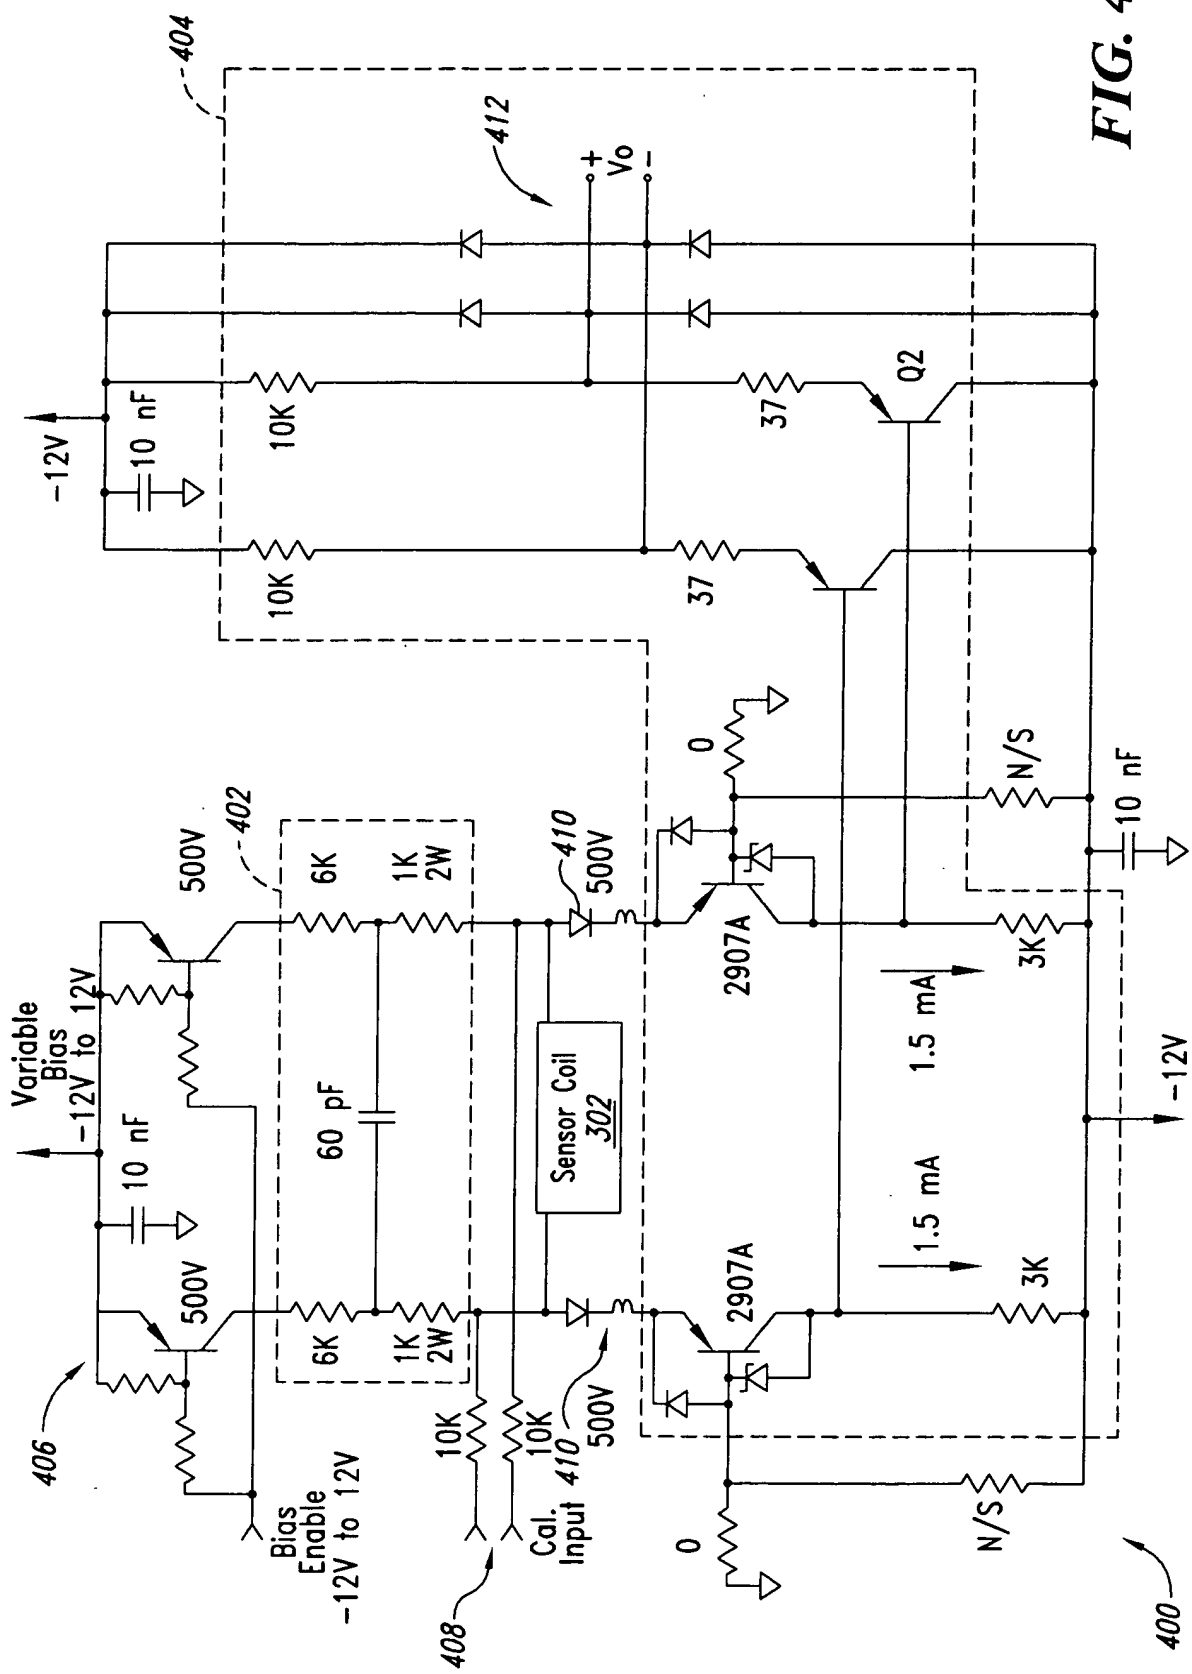 404
-12V
10 nF
10K
10K
412
+
Vo
-
37
37
Q2
FIG. 4
Variable
Bias
-12V to 12V
10 nF
406
500V
500V
402
6K
6K
60 pF
1K
2W
1K
2W
Bias
Enable
-12V to 12V
10K
10K
Cal.
Input
408
Sensor Coil
302
410
500V
410
500V
0
0
2907A
2907A
1.5 mA
1.5 mA
3K
3K
N/S
N/S
10 nF
-12V
400